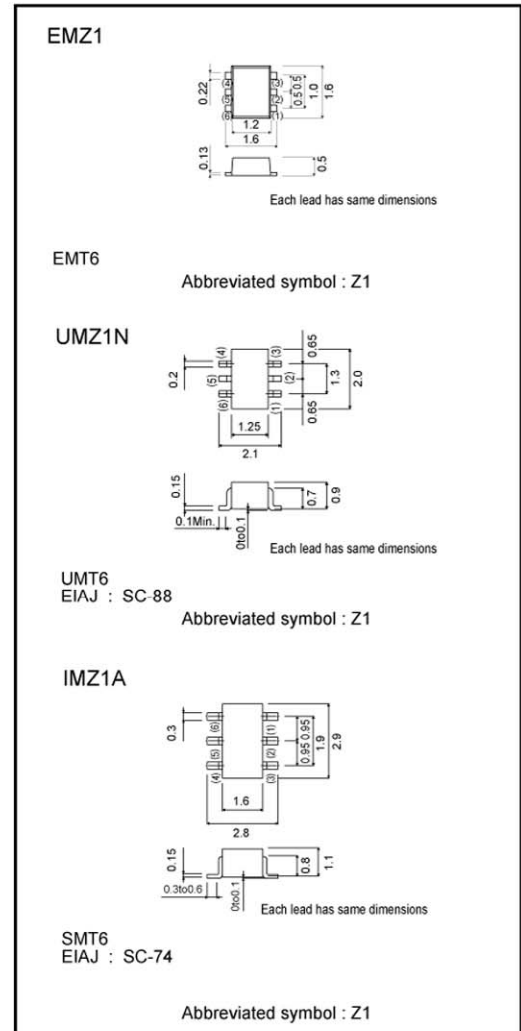 EMZ1
0.22
(4)
(3)
(5)
(2)
(6)
(1)
0.5 0.5
1.0
1.6
1.2
1.6
0.13
0.5
Each lead has same dimensions
EMT6
Abbreviated symbol : Z1
UMZ1N
0.2
(4)
(3)
(5)
(2)
(6)
(1)
0.65
0.65
1.3
2.0
1.25
2.1
0.15
0.1Min.
0to0.1
0.7
0.9
Each lead has same dimensions
UMT6
EIAJ : SC-88
Abbreviated symbol : Z1
IMZ1A
0.3
(6)
(1)
(5)
(2)
(4)
(3)
0.95 0.95
1.9
2.9
1.6
2.8
0.15
0.3to0.6
0to0.1
0.8
1.1
Each lead has same dimensions
SMT6
EIAJ : SC-74
Abbreviated symbol : Z1